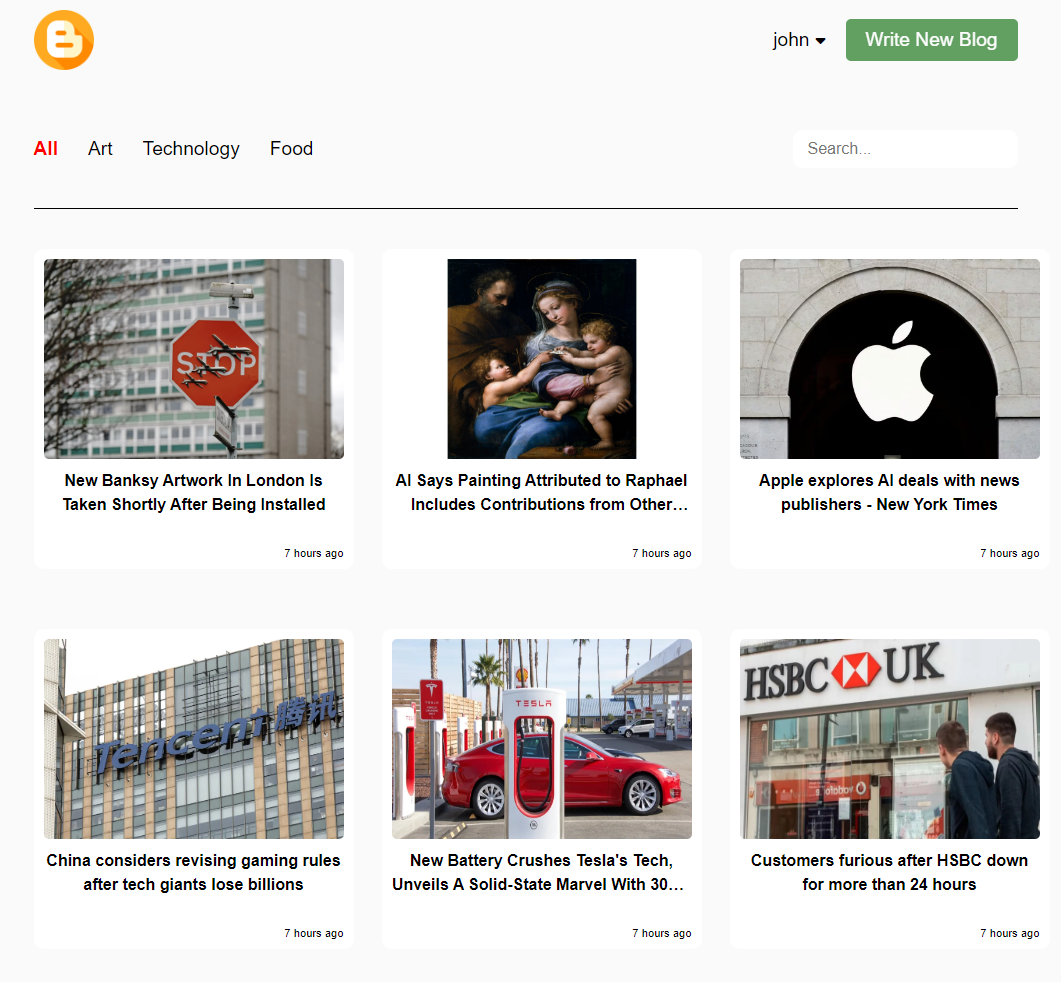 B
john
Write New Blog
All Art Technology Food
Search...
STOP
New Banksy Artwork In London Is
Taken Shortly After Being Installed
7 hours ago
AI Says Painting Attributed to Raphael
Includes Contributions from Other…
7 hours ago
Apple explores AI deals with news
publishers - New York Times
7 hours ago
Tencent 腾讯
China considers revising gaming rules
after tech giants lose billions
7 hours ago
TESLA
TESLA
New Battery Crushes Tesla's Tech,
Unveils A Solid-State Marvel With 30…
7 hours ago
HSBC UK
vodafone
Customers furious after HSBC down
for more than 24 hours
7 hours ago